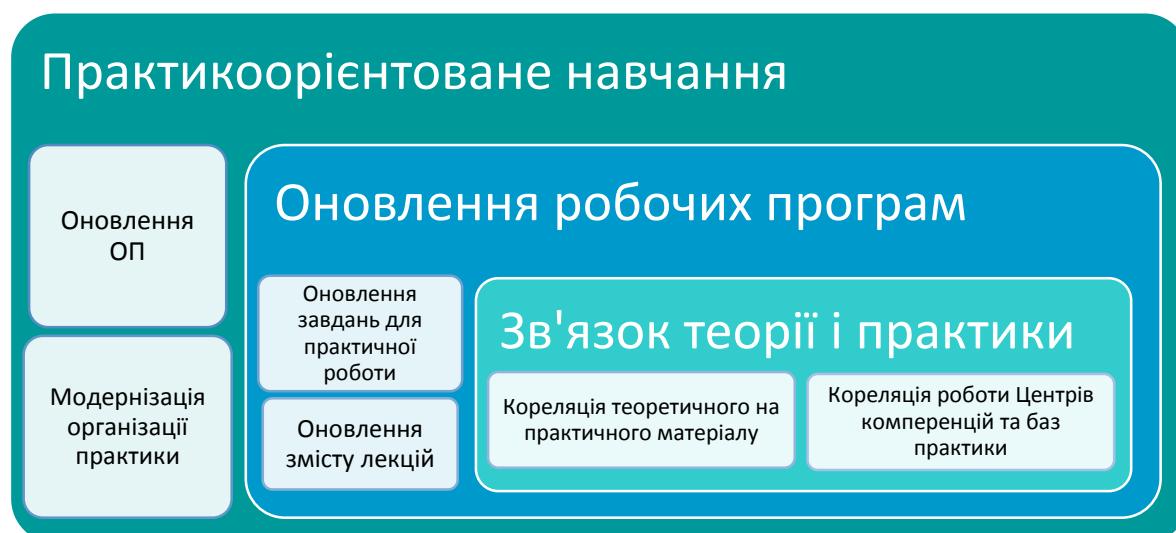 Практикоорієнтоване навчання
Оновлення
ОП
Модернізація
організації
практики
Оновлення робочих програм
Оновлення
завдань для
практичної
роботи
Оновлення
змісту лекцій
Зв'язок теорії і практики
Кореляція теоретичного на
практичного матеріалу
Кореляція роботи Центрів
комперенцій та баз
практики